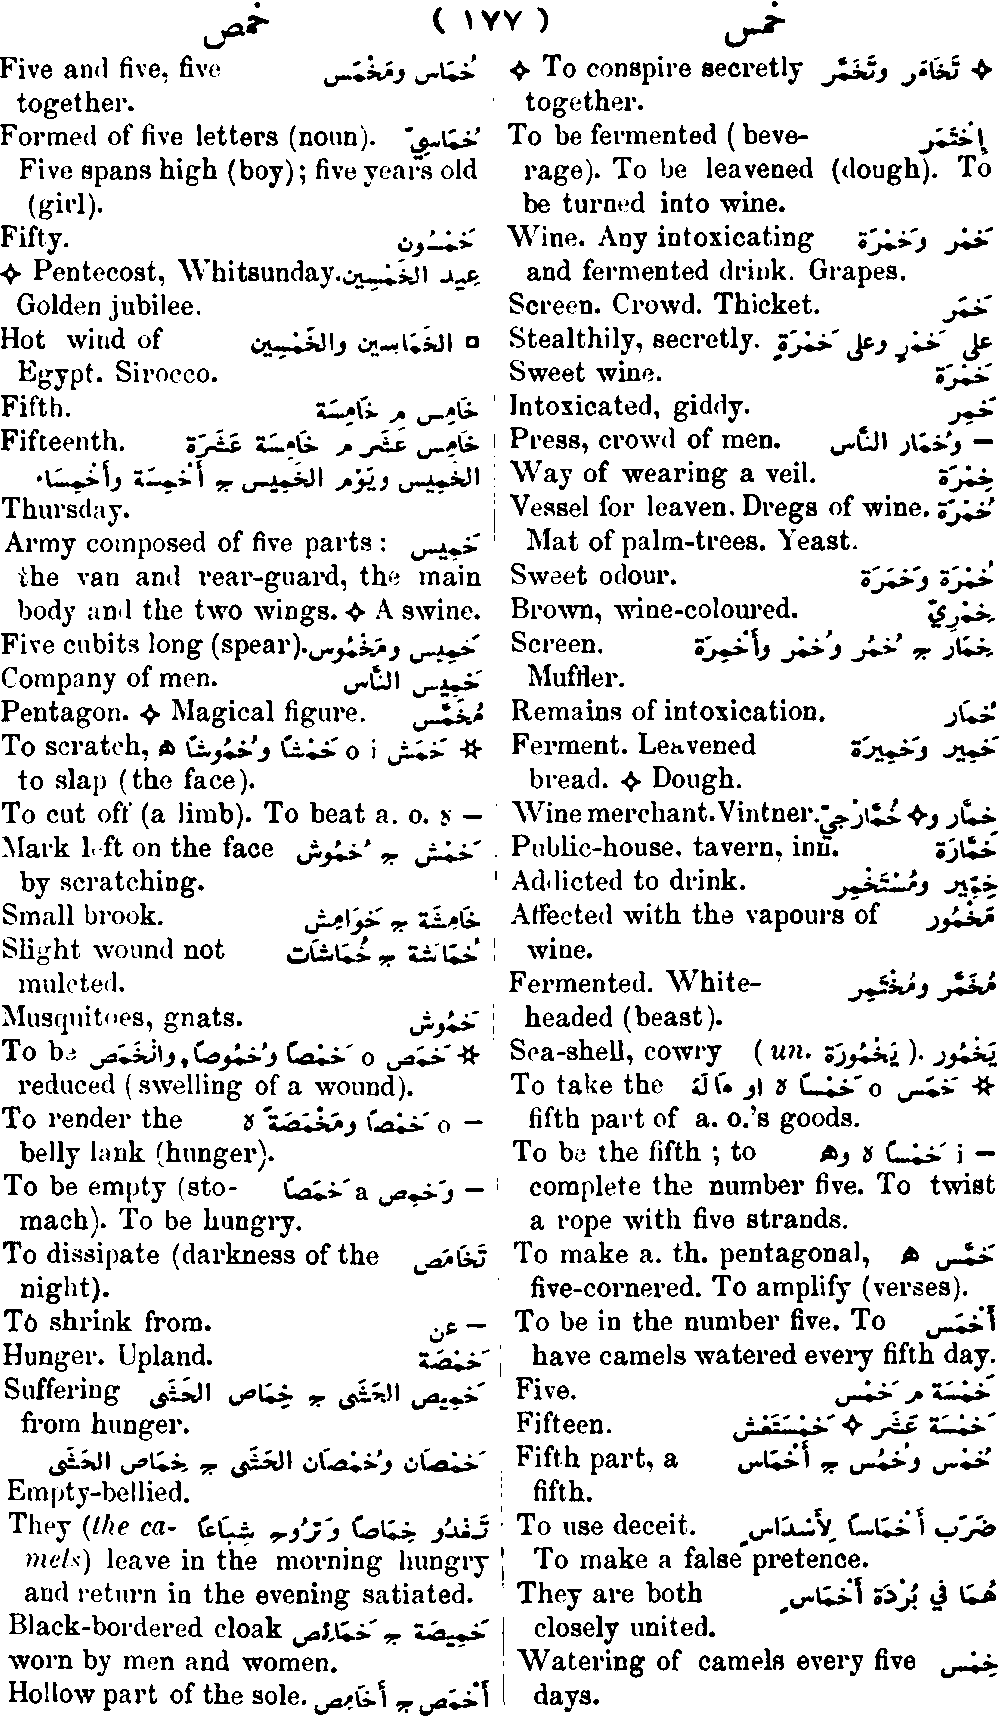 خمس ( ١٧٧ ) خمص
✧ To conspire secretly تَخَامَر وتَخَمَّر ✧
together.
To be fermented (beve- إِخْتَمَر
rage). To be leavened (dough). To
be turned into wine.
Wine. Any intoxicating خَمْر وخَمْرَة
and fermented drink. Grapes.
Screen. Crowd. Thicket. خَمَر
Stealthily, secretly. على خَمَرٍ وعلى خَمْرَةٍ
Sweet wine. خَمْرَة
Intoxicated, giddy. خَمِر
Press, crowd of men. — وخُمَار النَّاس
Way of wearing a veil. خِمْرَة
Vessel for leaven. Dregs of wine. خُمْرَة
Mat of palm-trees. Yeast.
Sweet odour. خُمْرَة وخَمَرَة
Brown, wine-coloured. خَمْرِيّ
Screen. خِمَار ج خُمُر وخُمْر وأَخْمِرَة
Muffler.
Remains of intoxication. خُمَار
Ferment. Leavened خَمِير وخَمِيرَة
bread. ✧ Dough.
Wine merchant. Vintner. خمَّار و✧ خُمَّارْجِيّ
Public-house, tavern, inn. خَمَّارَة
Addicted to drink. خِمِّير ومُسْتَخْمِر
Affected with the vapours of مَخْمُور
wine.
Fermented. White- مُخَمَّر ومُخْتَمِر
headed (beast).
Sea-shell, cowry (un. يَخْمُورَة). يَخْمُور
To take the ☆ خَمَس o خَمْسًا ه او مَالَهُ
fifth part of a. o.'s goods.
To be the fifth ; to — i خَمْسًا ه وهـ
complete the number five. To twist
a rope with five strands.
To make a. th. pentagonal, خَمَّس هـ
five-cornered. To amplify (verses).
To be in the number five. To أَخْمَس
have camels watered every fifth day.
Five. خَمْسَة م خَمْس
Fifteen. خَمْسَة عَشَر ✧ خَمْسْتَعْش
Fifth part, a خُمْس وخُمُس ج أَخْمَاس
fifth.
To use deceit. ضَرَب أَخْمَاسًا لِأَسْدَاسٍ
To make a false pretence.
They are both هُمَا في بُرْدَة أَخْمَاسٍ
closely united.
Watering of camels every five خِمْس
days.
Five and five, five خُمَاس ومَخْمَس
together.
Formed of five letters (noun). خُمَاسِيّ
Five spans high (boy) ; five years old
(girl).
Fifty. خَمْسُون
✧ Pentecost, Whitsunday. عِيد الخَمْسِين
Golden jubilee.
Hot wind of □ الخَمَاسِين والخَمْسِين
Egypt. Sirocco.
Fifth. خَامِس م خَامِسَة
Fifteenth. خَامِس عَشَر م خَامِسَة عَشَرَة
الخَمِيس ويَوْم الخَمِيس ج أَخْمِسَة وأَخْمِسَاء
Thursday.
Army composed of five parts : خَمِيس
the van and rear-guard, the main
body and the two wings. ✧ A swine.
Five cubits long (spear). خَمِيس ومَخْمُوس
Company of men. خَمِيس النَّاس
Pentagon. ✧ Magical figure. مُخَمَّس
To scratch, ☆ خَمَش i o خَمْشًا وخُمُوشًا هـ
to slap (the face).
To cut off (a limb). To beat a. o. — ه
Mark left on the face خَمْش ج خُمُوش
by scratching.
Small brook. خَامِشَة ج خَوَامِش
Slight wound not خُمَاشَة ج خُمَاشَات
mulcted.
Musquitoes, gnats. خَمُوش
To be ☆ خَمَص o خَمْصًا وخُمُوصًا, وانْخَمَص
reduced (swelling of a wound).
To render the — o خَمْصًا ومَخْمَصَةً ه
belly lank (hunger).
To be empty (sto- — وخَمِص a خَمَصًا
mach). To be hungry.
To dissipate (darkness of the تَخَامَص
night).
To shrink from. — عن
Hunger. Upland. خَمْصَة
Suffering خَمِيص الحَشَى ج خِمَاص الحَشَى
from hunger.
خَمْصَان وخُمْصَان الحَشَى ج خِمَاص الحَشَى
Empty-bellied.
They (the ca- تَغْدُو خِمَاصًا وتَرُوح شِبَاعًا
mels) leave in the morning hungry
and return in the evening satiated.
Black-bordered cloak خَمِيصَة ج خَمَائِص
worn by men and women.
Hollow part of the sole. أَخْمَص ج أَخَامِص